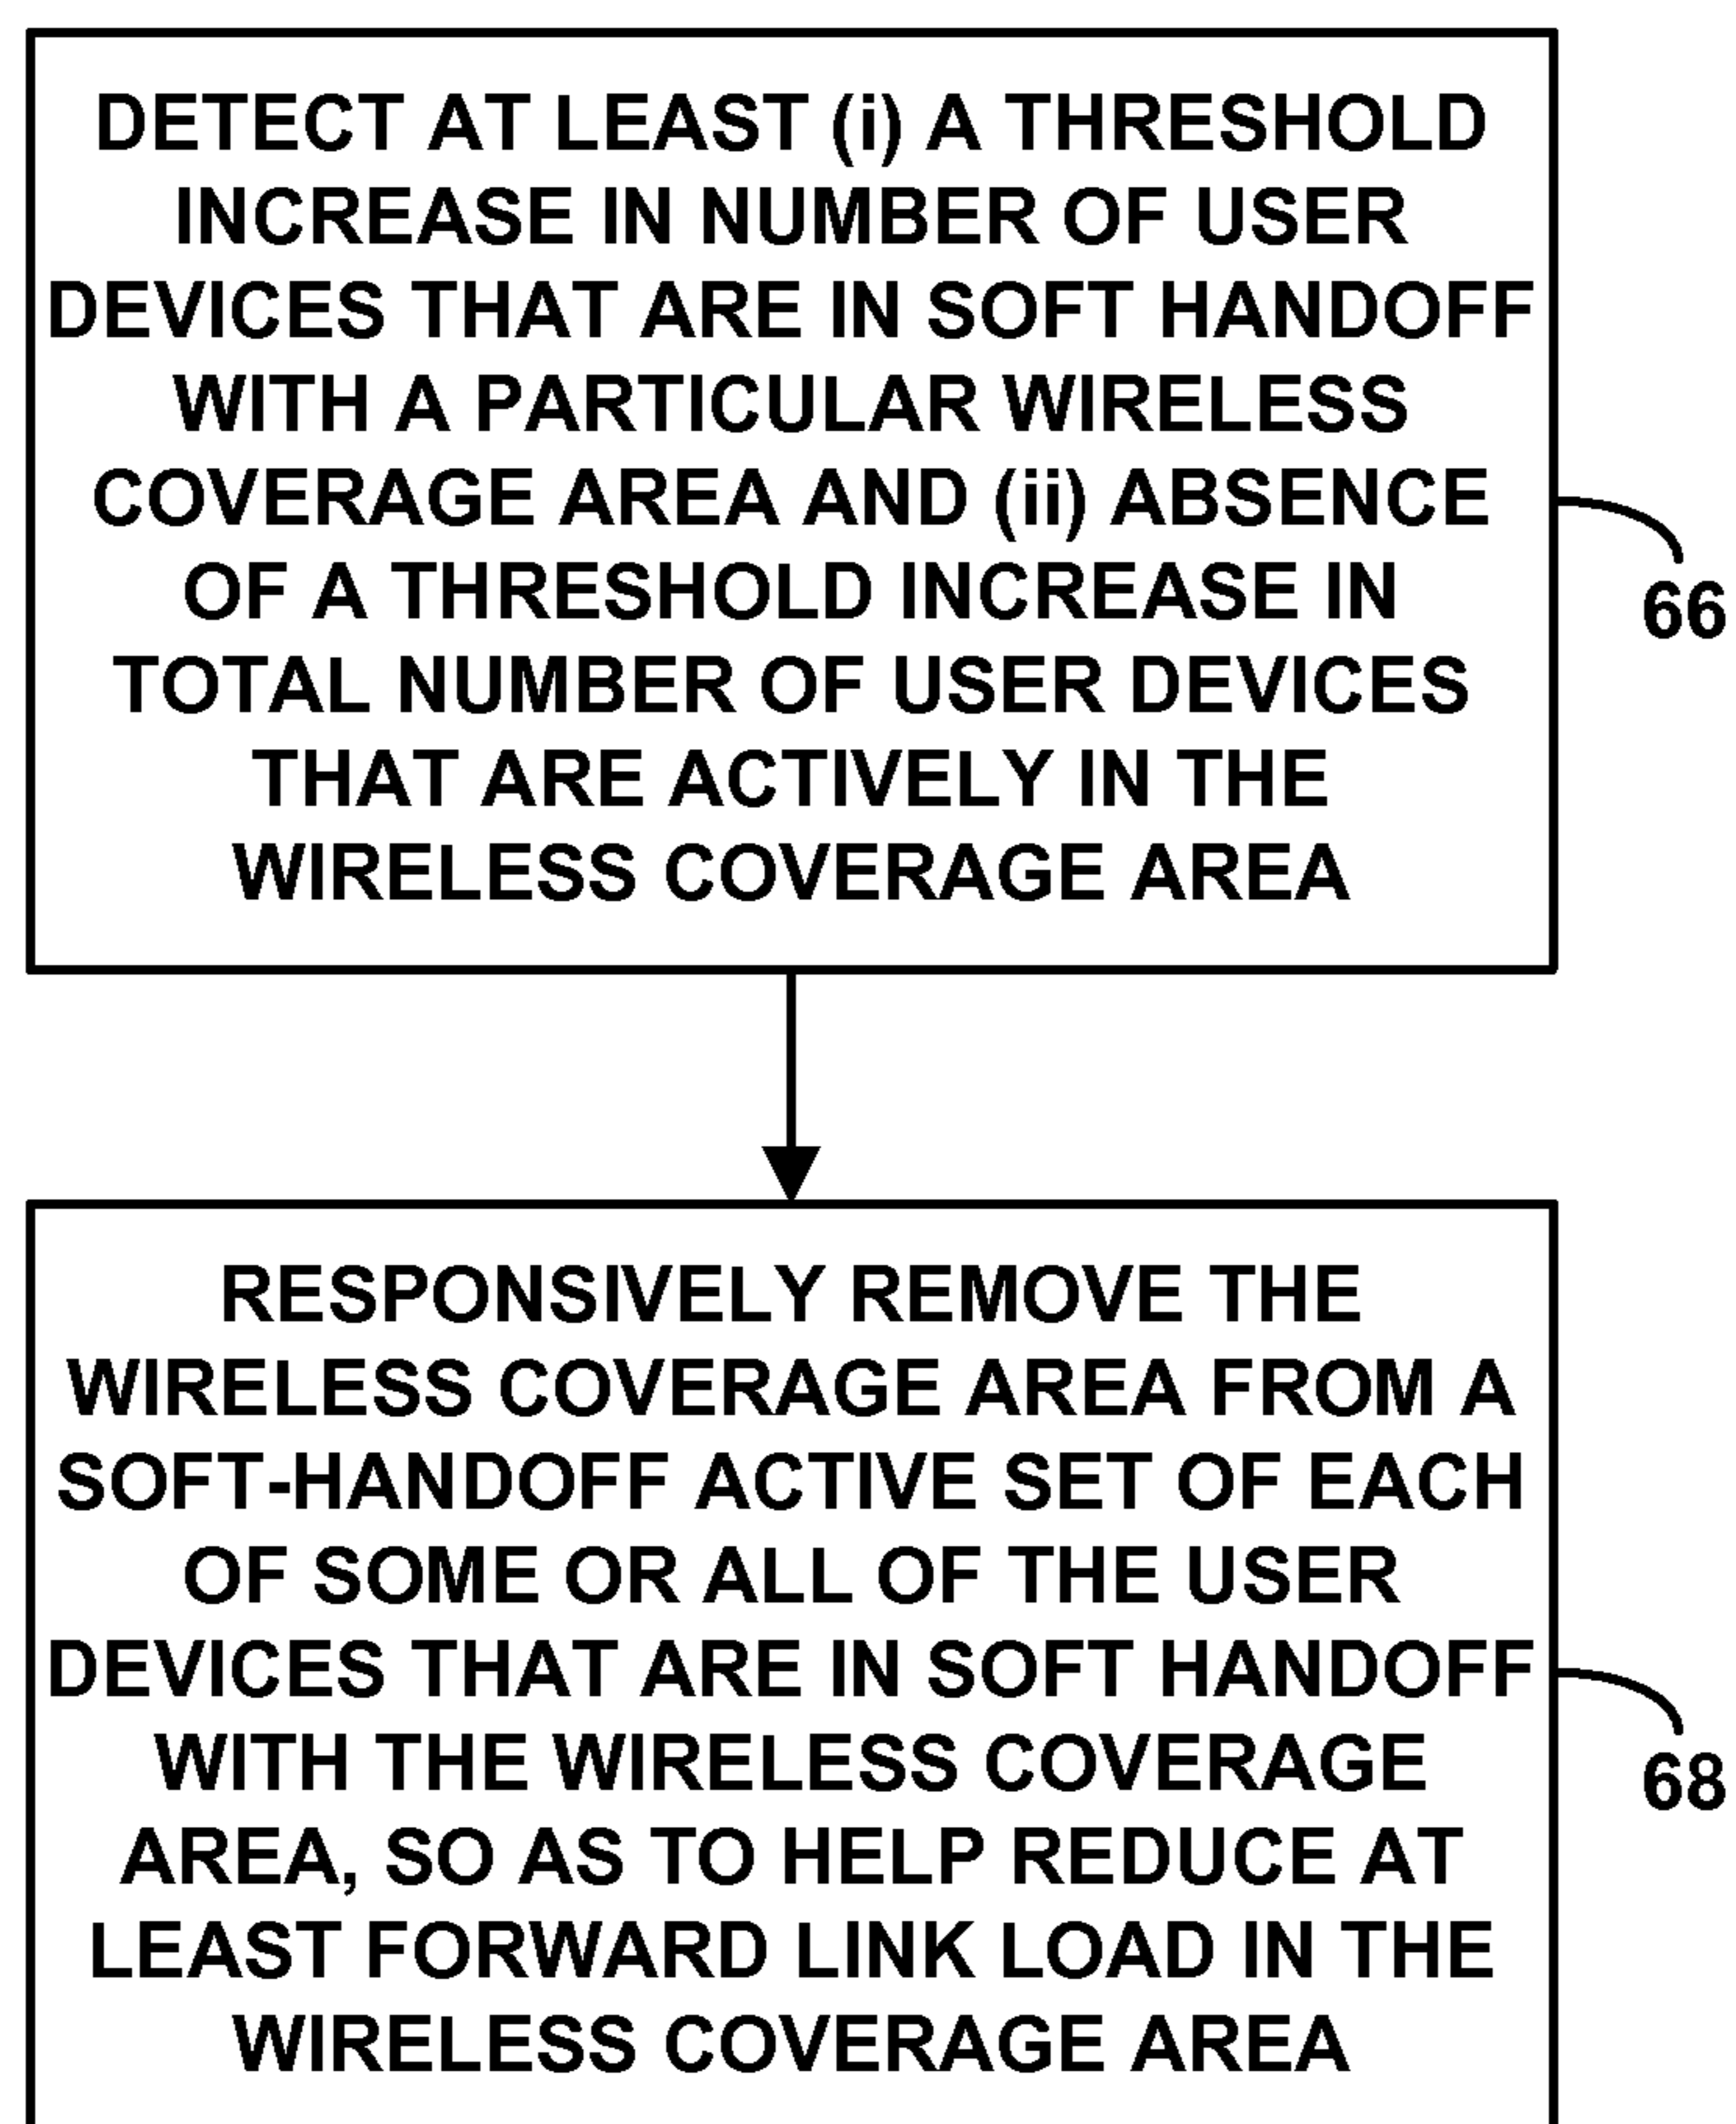 DETECT AT LEAST (i) A THRESHOLD
INCREASE IN NUMBER OF USER
DEVICES THAT ARE IN SOFT HANDOFF
WITH A PARTICULAR WIRELESS
COVERAGE AREA AND (ii) ABSENCE
OF A THRESHOLD INCREASE IN
TOTAL NUMBER OF USER DEVICES
THAT ARE ACTIVELY IN THE
WIRELESS COVERAGE AREA
66
RESPONSIVELY REMOVE THE
WIRELESS COVERAGE AREA FROM A
SOFT-HANDOFF ACTIVE SET OF EACH
OF SOME OR ALL OF THE USER
DEVICES THAT ARE IN SOFT HANDOFF
WITH THE WIRELESS COVERAGE
AREA, SO AS TO HELP REDUCE AT
LEAST FORWARD LINK LOAD IN THE
WIRELESS COVERAGE AREA
68